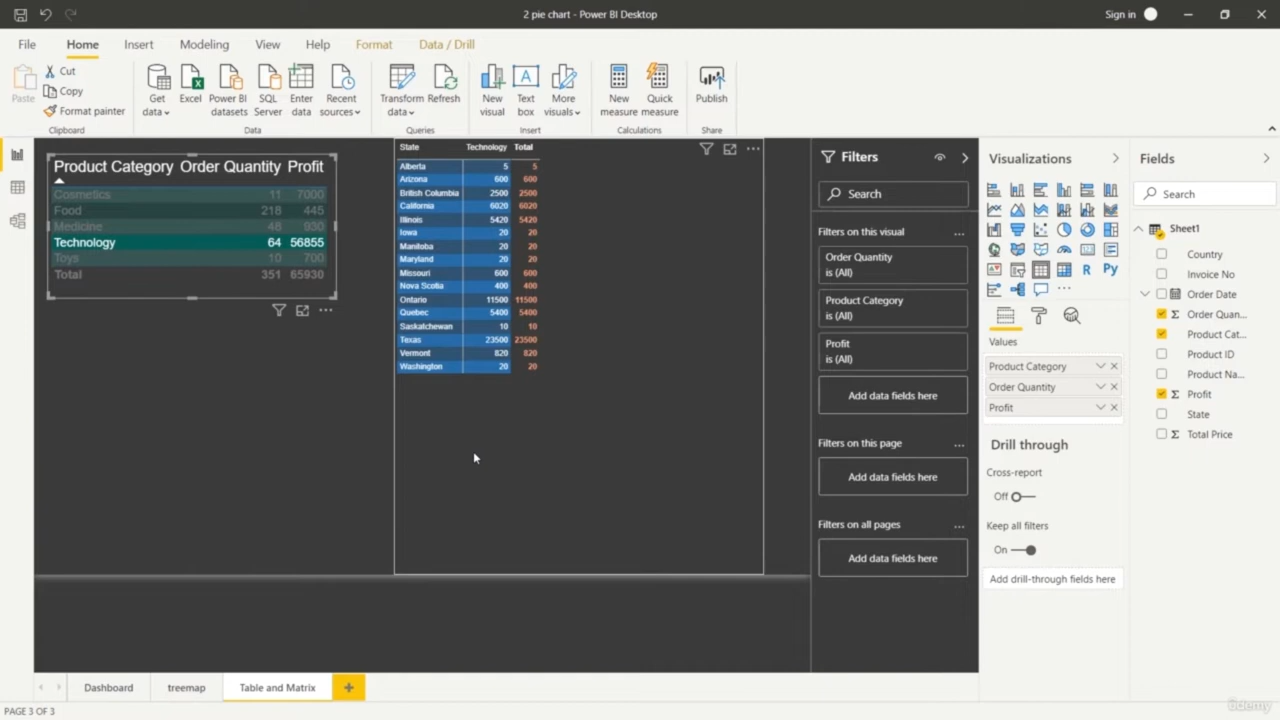 2 pie chart - Power BI Desktop
Sign in
File Home Insert Modeling View Help Format Data / Drill
Paste
Cut
Copy
Format painter
Clipboard
Get data
Excel
Power BI datasets
SQL Server
Enter data
Recent sources
Data
Transform data
Refresh
Queries
New visual
Text box
More visuals
Insert
New measure
Quick measure
Calculations
Publish
Share
Product Category Order Quantity Profit
Cosmetics 11 7000
Food 218 445
Medicine 48 930
Technology 64 56855
Toys 10 700
Total 351 65930
State Technology Total
Alberta 5 5
Arizona 600 600
British Columbia 2500 2500
California 6020 6020
Illinois 5420 5420
Iowa 20 20
Manitoba 20 20
Maryland 20 20
Missouri 600 600
Nova Scotia 400 400
Ontario 11500 11500
Quebec 5400 5400
Saskatchewan 10 10
Texas 23500 23500
Vermont 820 820
Washington 20 20
Filters
Search
Filters on this visual
Order Quantity
is (All)
Product Category
is (All)
Profit
is (All)
Add data fields here
Filters on this page
Add data fields here
Filters on all pages
Add data fields here
Visualizations
R Py
Values
Product Category
Order Quantity
Profit
Drill through
Cross-report
Off
Keep all filters
On
Add drill-through fields here
Fields
Search
Sheet1
Country
Invoice No
Order Date
Order Quan...
Product Cat...
Product ID
Product Na...
Profit
State
Total Price
Dashboard treemap Table and Matrix
PAGE 3 OF 3
udemy